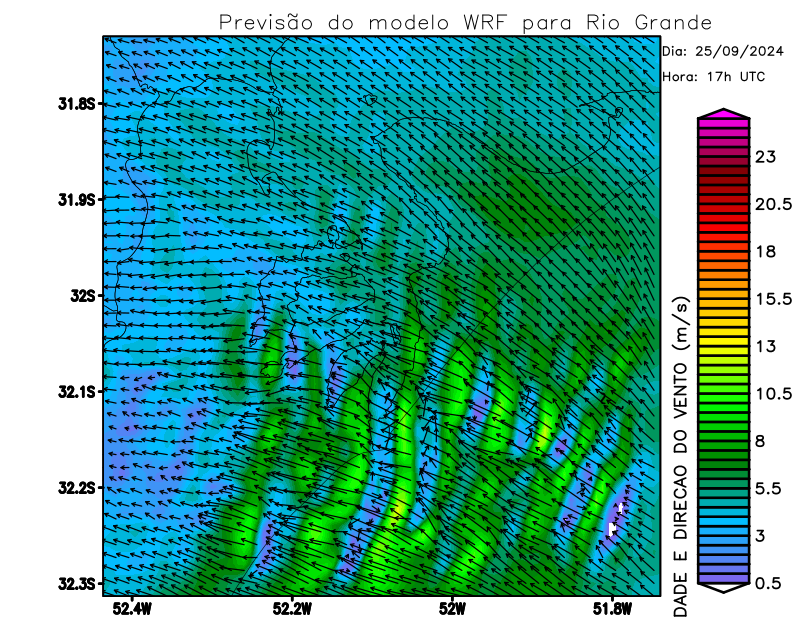 Previsão do modelo WRF para Rio Grande
Dia: 25/09/2024
Hora: 17h UTC
31.8S
31.9S
32S
32.1S
32.2S
32.3S
52.4W
52.2W
52W
51.8W
23
20.5
18
15.5
13
10.5
8
5.5
3
0.5
DADE E DIRECAO DO VENTO (m/s)